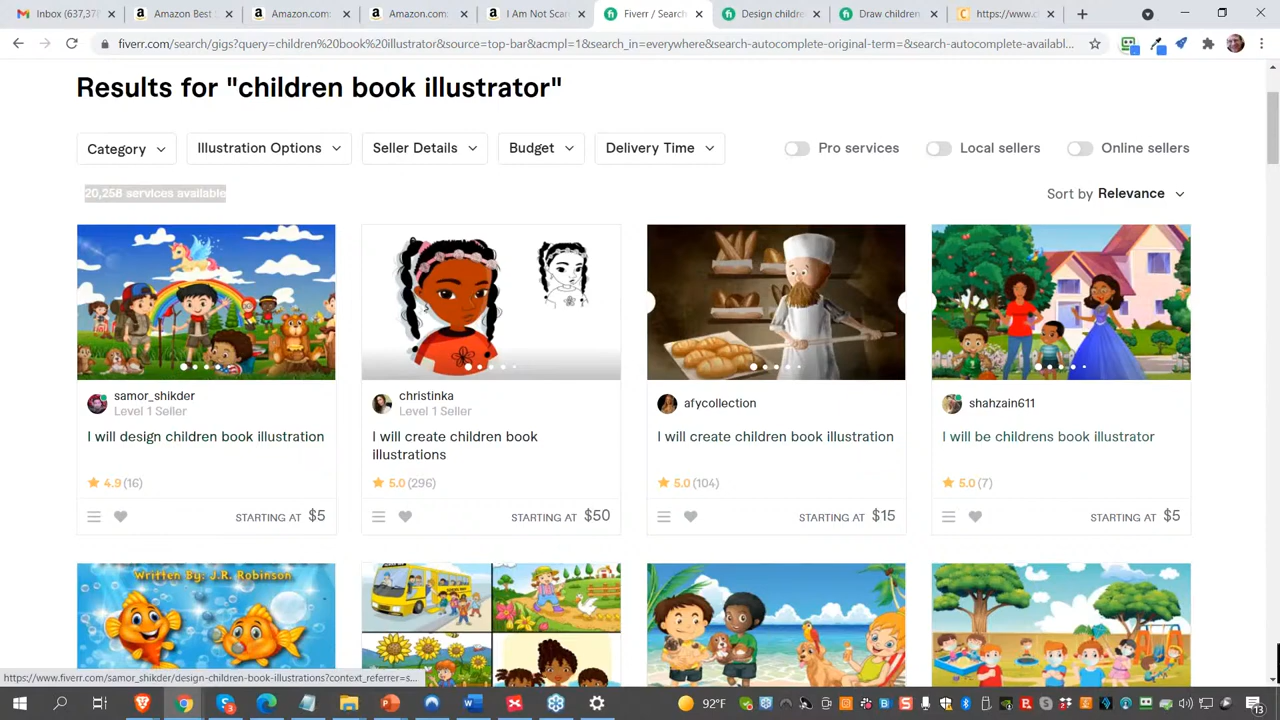 Inbox (637,37
Amazon Best
Amazon.com:
Amazon.com:
I Am Not Scar
Fiverr / Search
Design childre
Draw children
https://www.c
fiverr.com/search/gigs?query=children%20book%20illustrator&source=top-bar&cmpl=1&search_in=everywhere&search-autocomplete-original-term=&search-autocomplete-availabl...
Results for "children book illustrator"
Category
Illustration Options
Seller Details
Budget
Delivery Time
Pro services
Local sellers
Online sellers
20,258 services available
Sort by Relevance
samor_shikder
Level 1 Seller
I will design children book illustration
4.9 (16)
STARTING AT $5
christinka
Level 1 Seller
I will create children book
illustrations
5.0 (296)
STARTING AT $50
afycollection
I will create children book illustration
5.0 (104)
STARTING AT $15
shahzain611
I will be childrens book illustrator
5.0 (7)
STARTING AT $5
Written By: J.R. Robinson
https://www.fiverr.com/samor_shikder/design-children-book-illustrations?context_referrer=s...
92°F
13